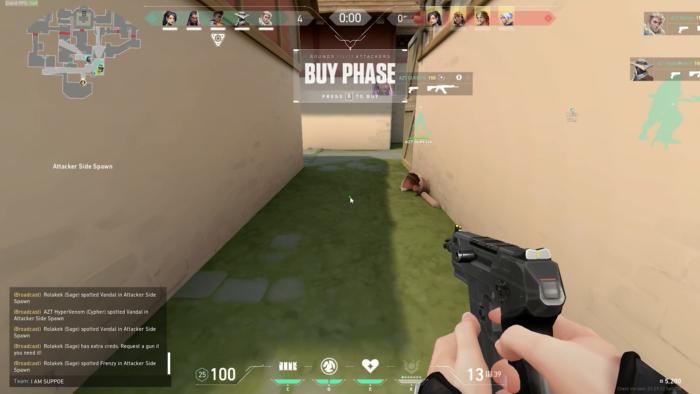 4
0:00
0
BUY PHASE
PRESS B TO BUY
Attacker Side Spawn
(Broadcast) Rolakek (Sage) spotted Vandal in Attacker Side
Spawn
(Broadcast) AZT HyperVenom (Cypher) spotted Vandal in
Attacker Side Spawn
(Broadcast) Rolakek (Sage) spotted Vandal in Attacker Side
Spawn
(Broadcast) Rolakek (Sage) has extra creds. Request a gun if
you need it!
(Broadcast) Rolakek (Sage) spotted Frenzy in Attacker Side
Spawn
Team: I AM SUPPOE
25 100
C
Q
E
X
13 39
5,200